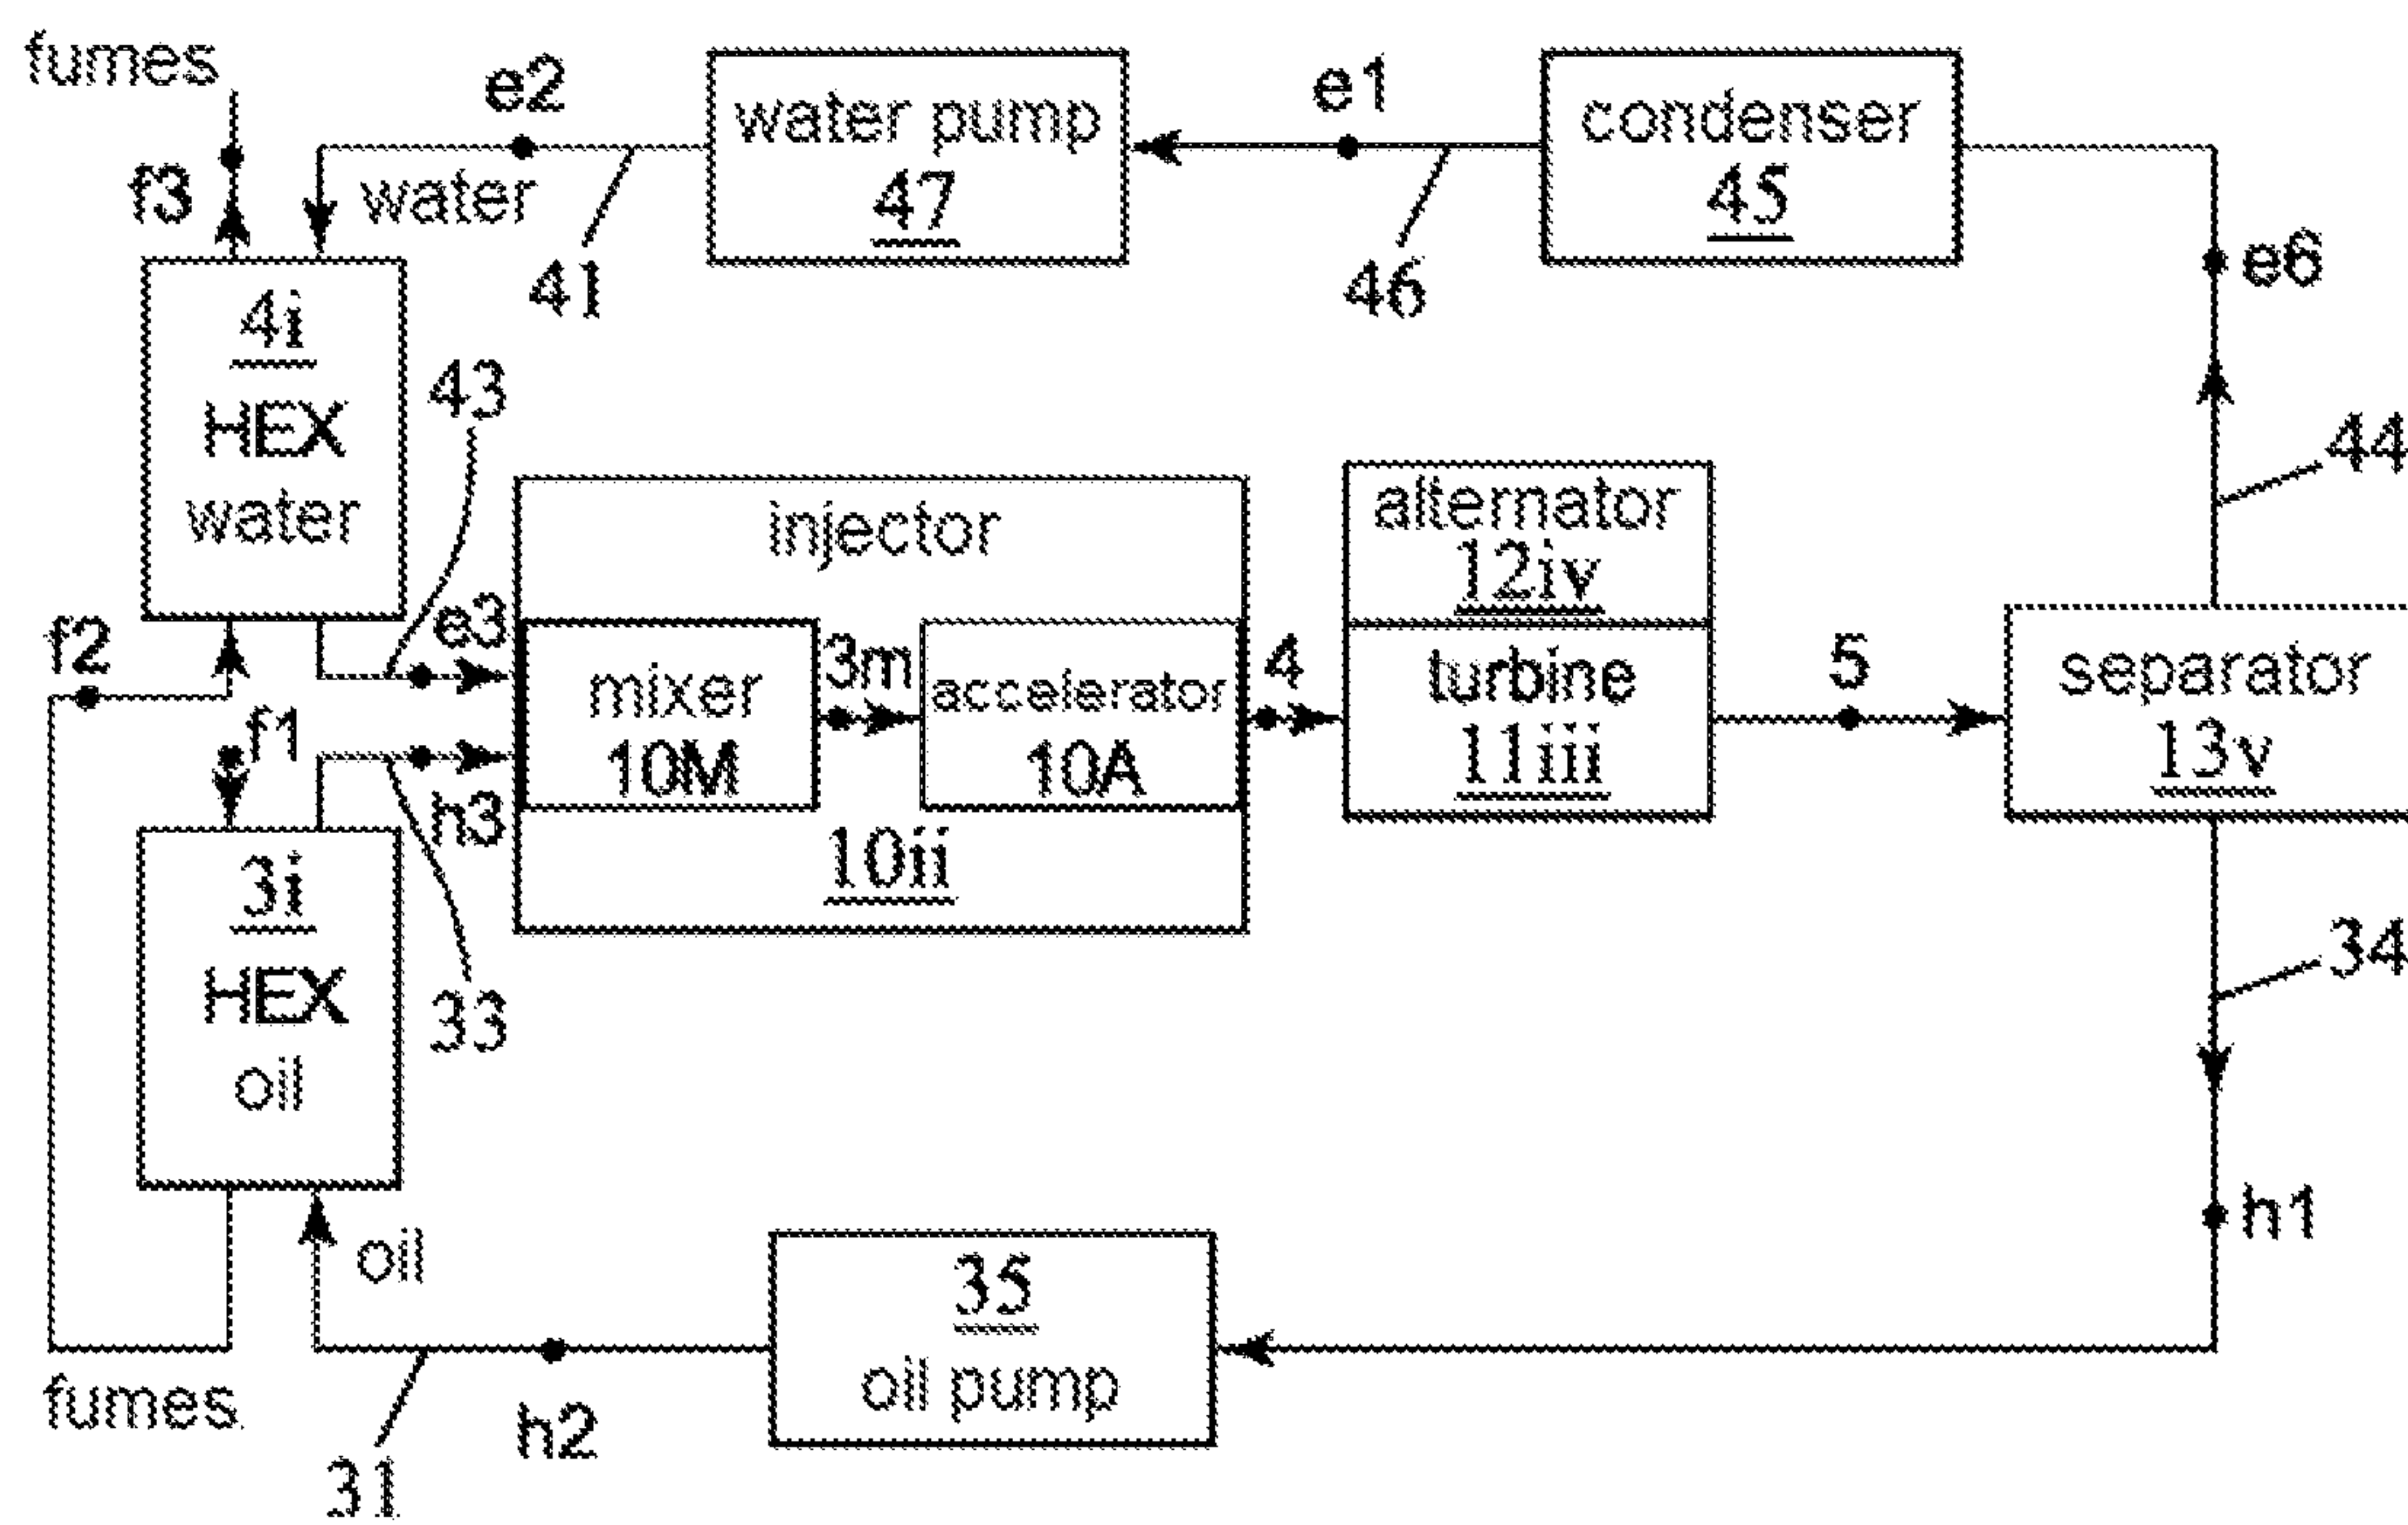 fumes
f3
e2
water
41
water pump
47
e1
46
condenser
45
e6
44
4i
HEX
water
43
e3
f2
f1
h3
33
injector
mixer
10M
3m
accelerator
10A
10ii
4
alternator
12iv
turbine
11iii
5
separator
13v
34
h1
3i
HEX
oil
oil
fumes
31
h2
35
oil pump